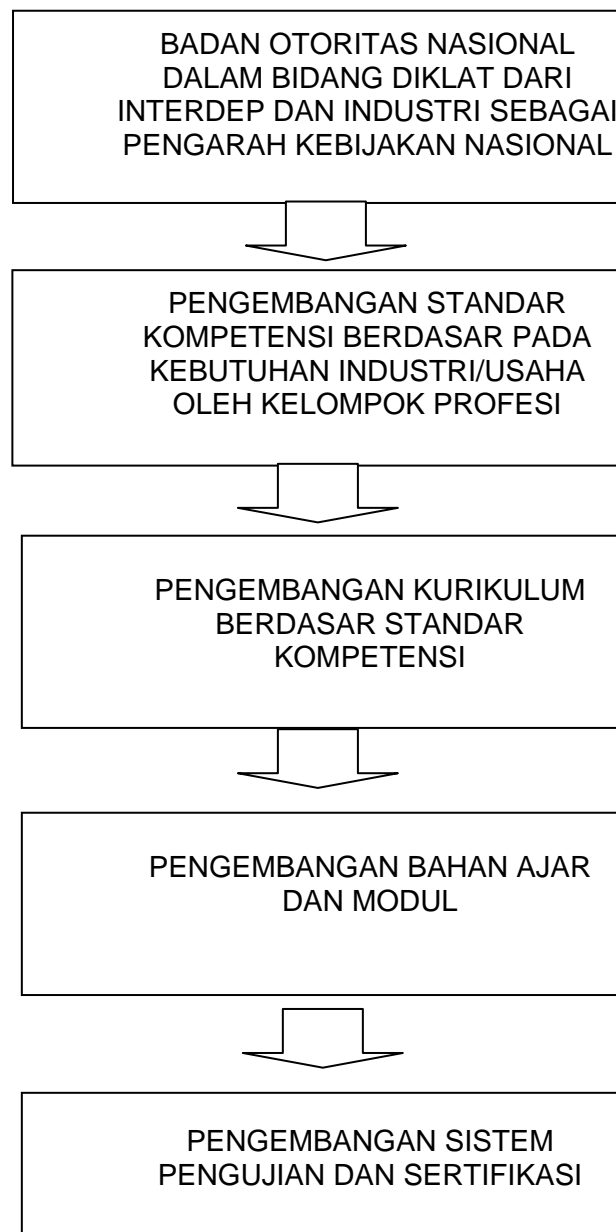 BADAN OTORITAS NASIONAL
DALAM BIDANG DIKLAT DARI
INTERDEP DAN INDUSTRI SEBAGAI
PENGARAH KEBIJAKAN NASIONAL
PENGEMBANGAN STANDAR
KOMPETENSI BERDASAR PADA
KEBUTUHAN INDUSTRI/USAHA
OLEH KELOMPOK PROFESI
PENGEMBANGAN KURIKULUM
BERDASAR STANDAR
KOMPETENSI
PENGEMBANGAN BAHAN AJAR
DAN MODUL
PENGEMBANGAN SISTEM
PENGUJIAN DAN SERTIFIKASI